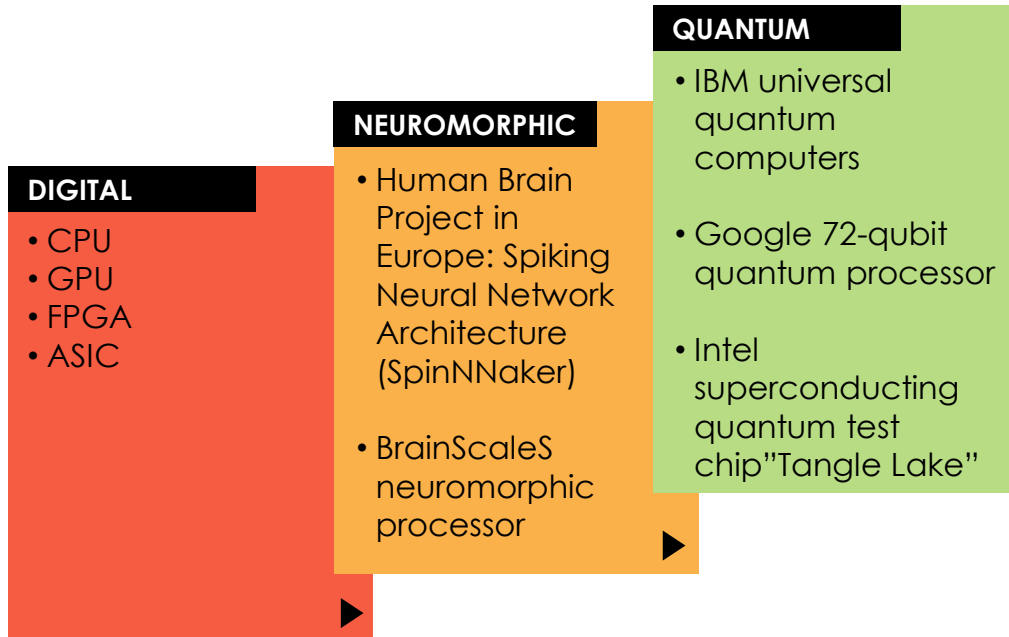 DIGITAL
• CPU
• GPU
• FPGA
• ASIC
NEUROMORPHIC
• Human Brain
Project in
Europe: Spiking
Neural Network
Architecture
(SpinNNaker)
• BrainScaleS
neuromorphic
processor
QUANTUM
• IBM universal
quantum
computers
• Google 72-qubit
quantum processor
• Intel
superconducting
quantum test
chip”Tangle Lake”